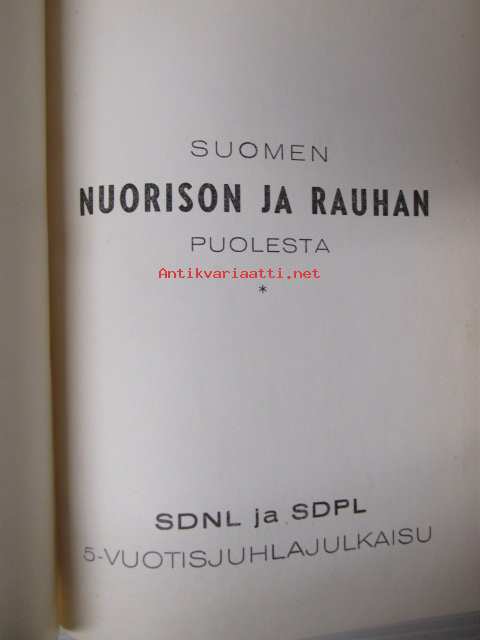 SUOMEN
NUORISON JA RAUHAN
PUOLESTA
Antikvariaatti.net
*
SDNL ja SDPL
5-VUOTISJUHLAJULKAISU